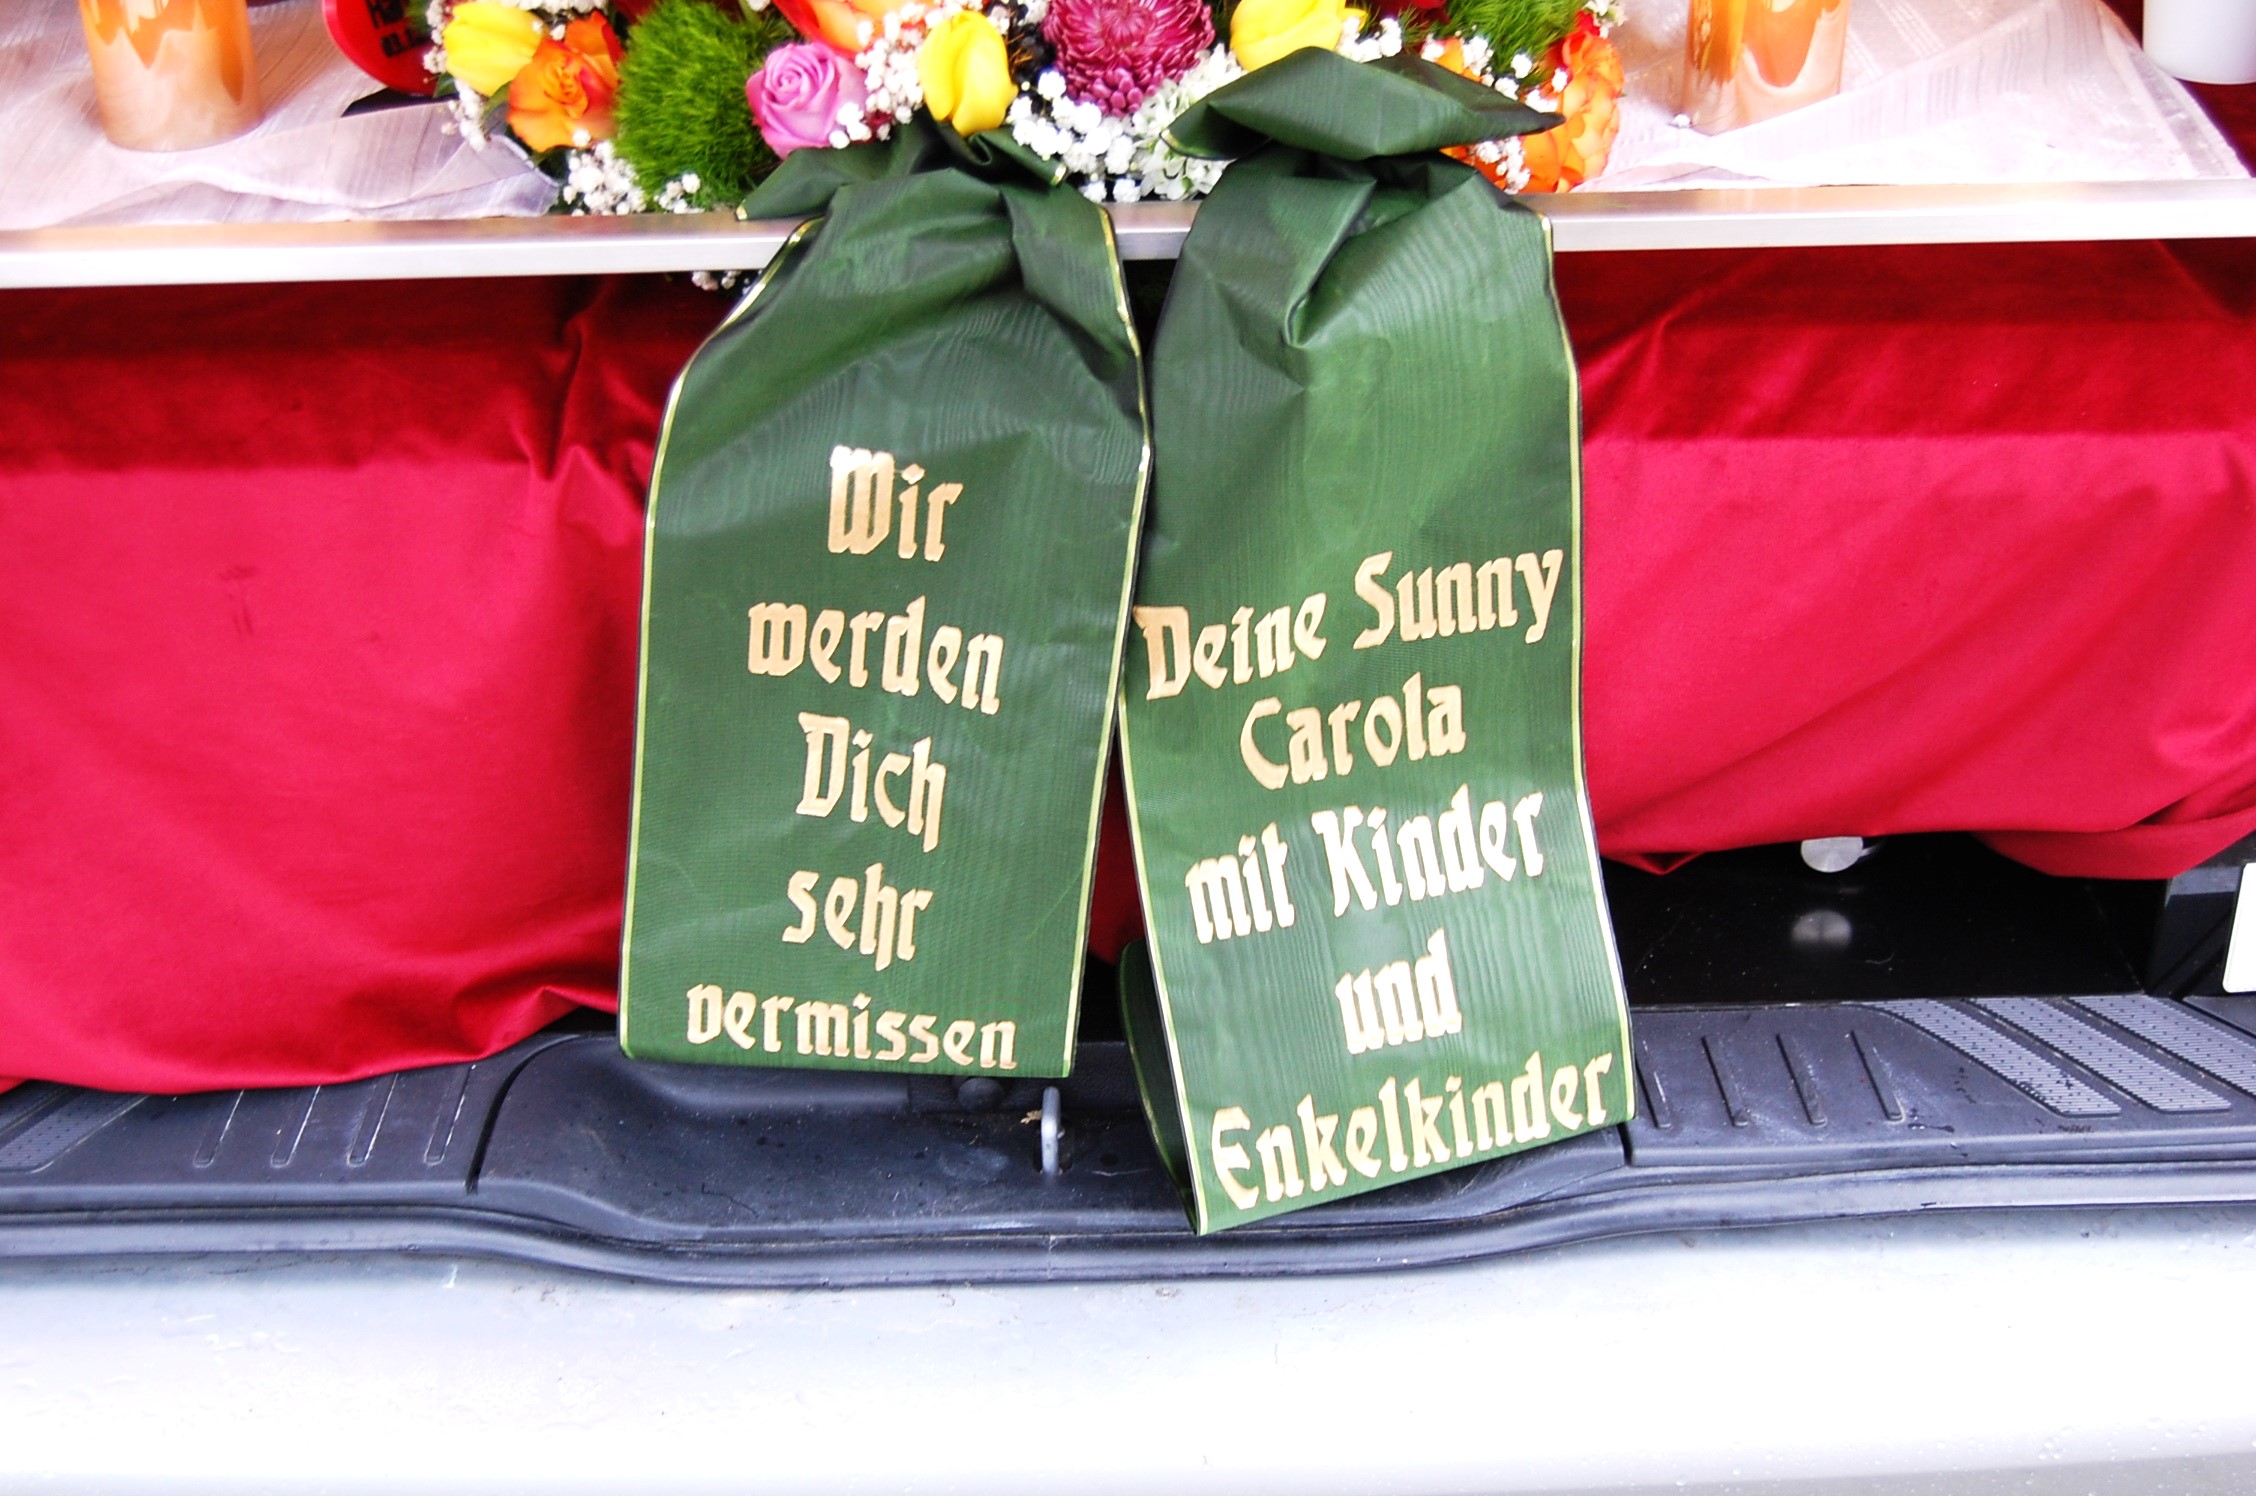 Wir
werden
Dich
sehr
vermissen
Deine Sunny
Carola
mit Kinder
und
Enkelkinder